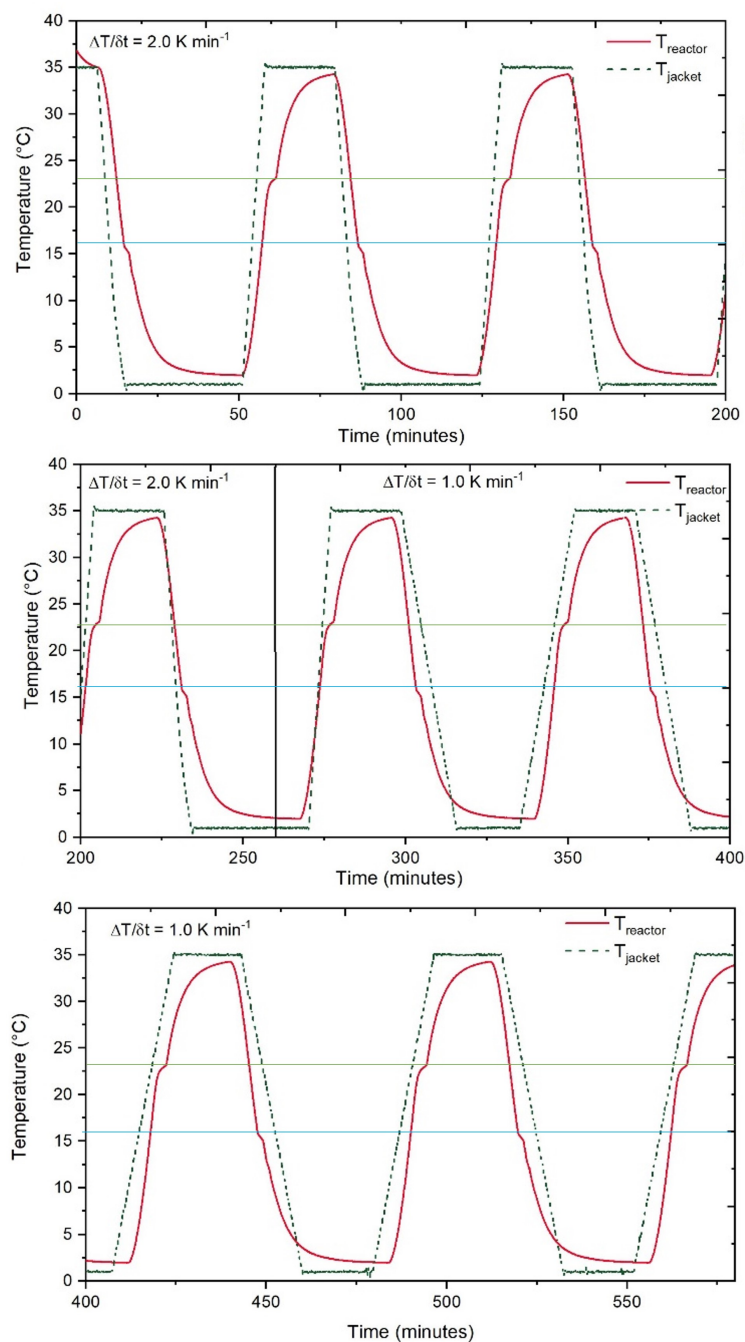 ΔT/δt = 2.0 K min⁻¹
T_reactor
T_jacket
Temperature (°C)
40
35
30
25
20
15
10
5
0
0 50 100 150 200
Time (minutes)
ΔT/δt = 2.0 K min⁻¹ ΔT/δt = 1.0 K min⁻¹
T_reactor
T_jacket
Temperature (°C)
40
35
30
25
20
15
10
5
0
200 250 300 350 400
Time (minutes)
ΔT/δt = 1.0 K min⁻¹
T_reactor
T_jacket
Temperature (°C)
40
35
30
25
20
15
10
5
0
400 450 500 550
Time (minutes)